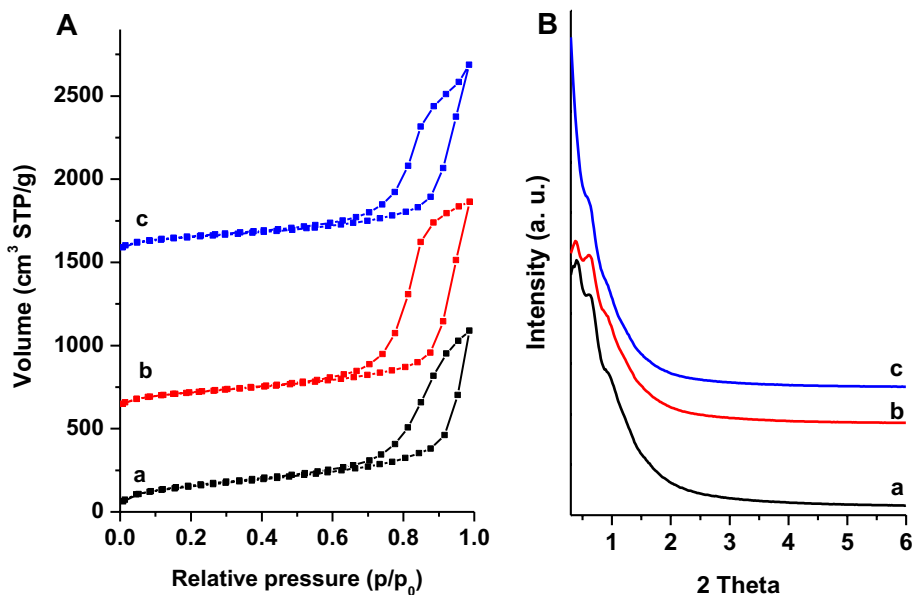 A
Volume (cm³ STP/g)
2500
2000
1500
1000
500
0
c
b
a
0.0 0.2 0.4 0.6 0.8 1.0
Relative pressure (p/p₀)
B
Intensity (a. u.)
c
b
a
1 2 3 4 5 6
2 Theta